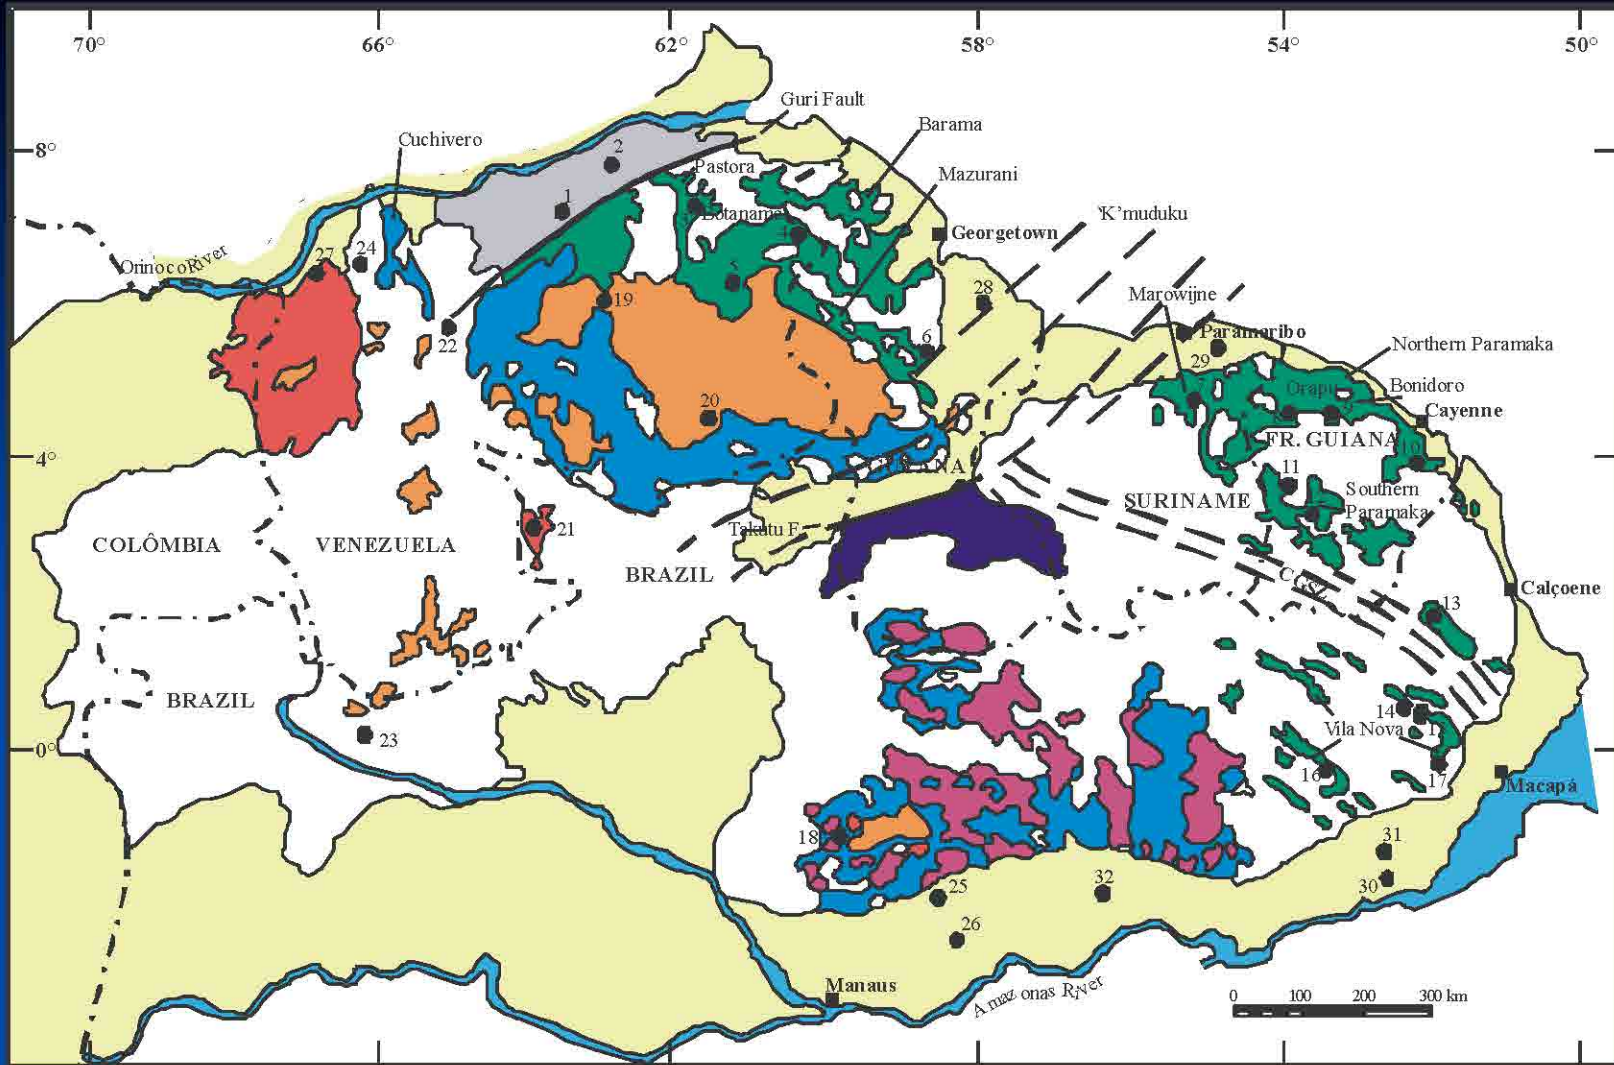 70°
66°
62°
58°
54°
50°
8°
4°
0°
Guri Fault
Cuchivero
Barama
2
Pastora
Mazurani
1
Botanama
'K'muduku
4
Georgetown
Orinoco River
27
24
5
28
Marowijne
19
Paramaribo
22
6
29
Northern Paramaka
7
Orapu
Bonidoro
9
Cayenne
20
FR. GUIANA
10
11
SURINAME
Southern
Paramaka
Takutu F.
21
COLÔMBIA
VENEZUELA
BRAZIL
CGSZ
Calçoene
13
BRAZIL
14
Vila Nova
23
16
17
Macapá
18
31
25
32
30
26
Manaus
Amazonas River
0 100 200 300 km